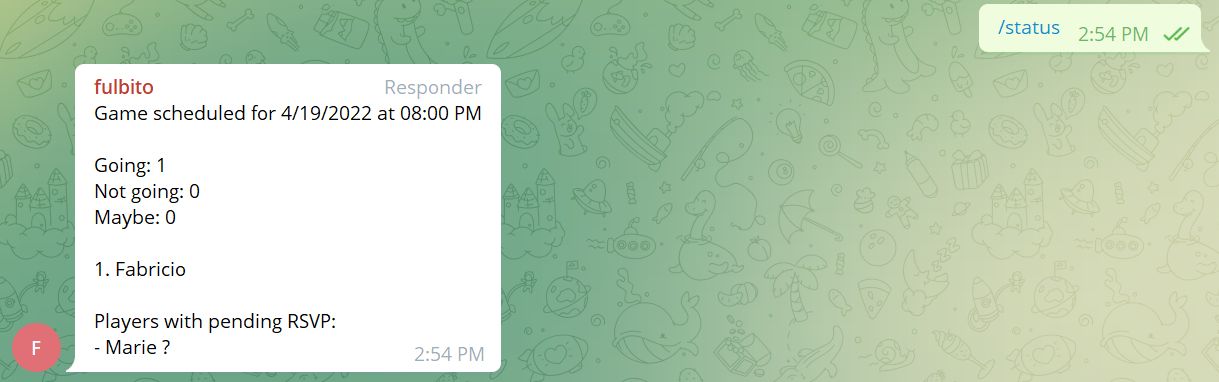 /status 2:54 PM
fulbito Responder
Game scheduled for 4/19/2022 at 08:00 PM
Going: 1
Not going: 0
Maybe: 0
1. Fabricio
Players with pending RSVP:
- Marie ?
F 2:54 PM